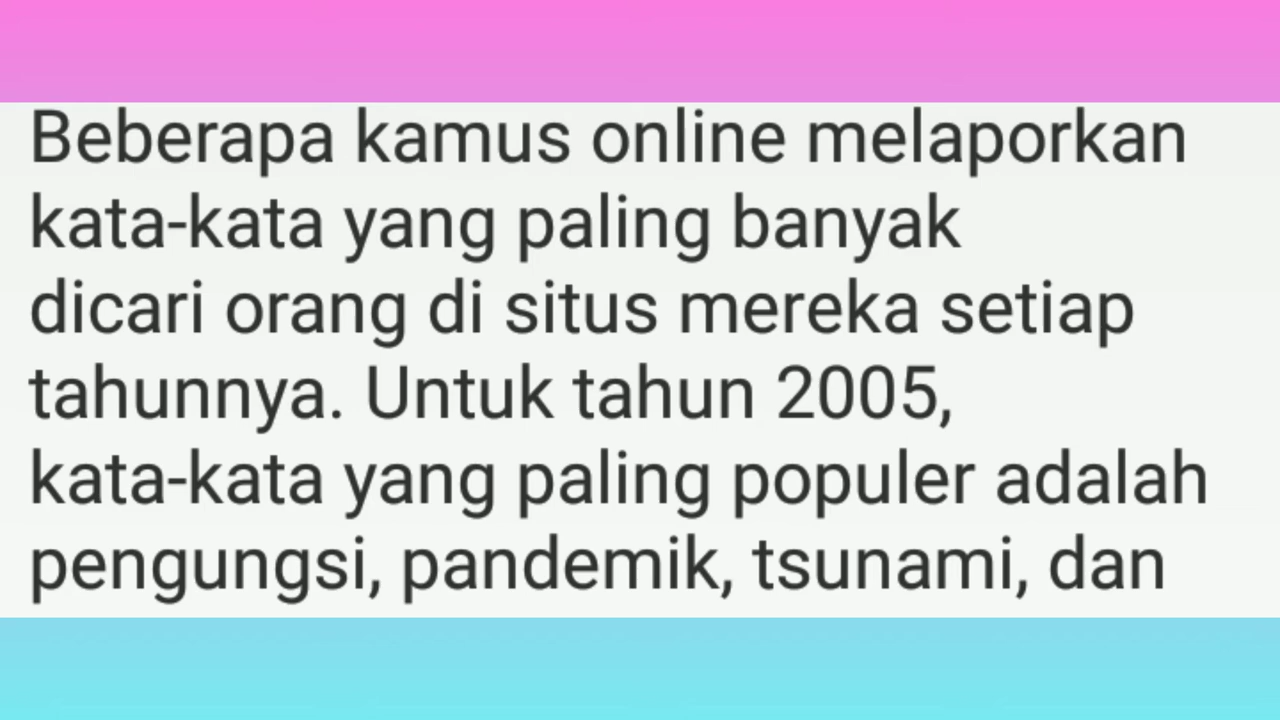 Beberapa kamus online melaporkan
kata-kata yang paling banyak
dicari orang di situs mereka setiap
tahunnya. Untuk tahun 2005,
kata-kata yang paling populer adalah
pengungsi, pandemik, tsunami, dan